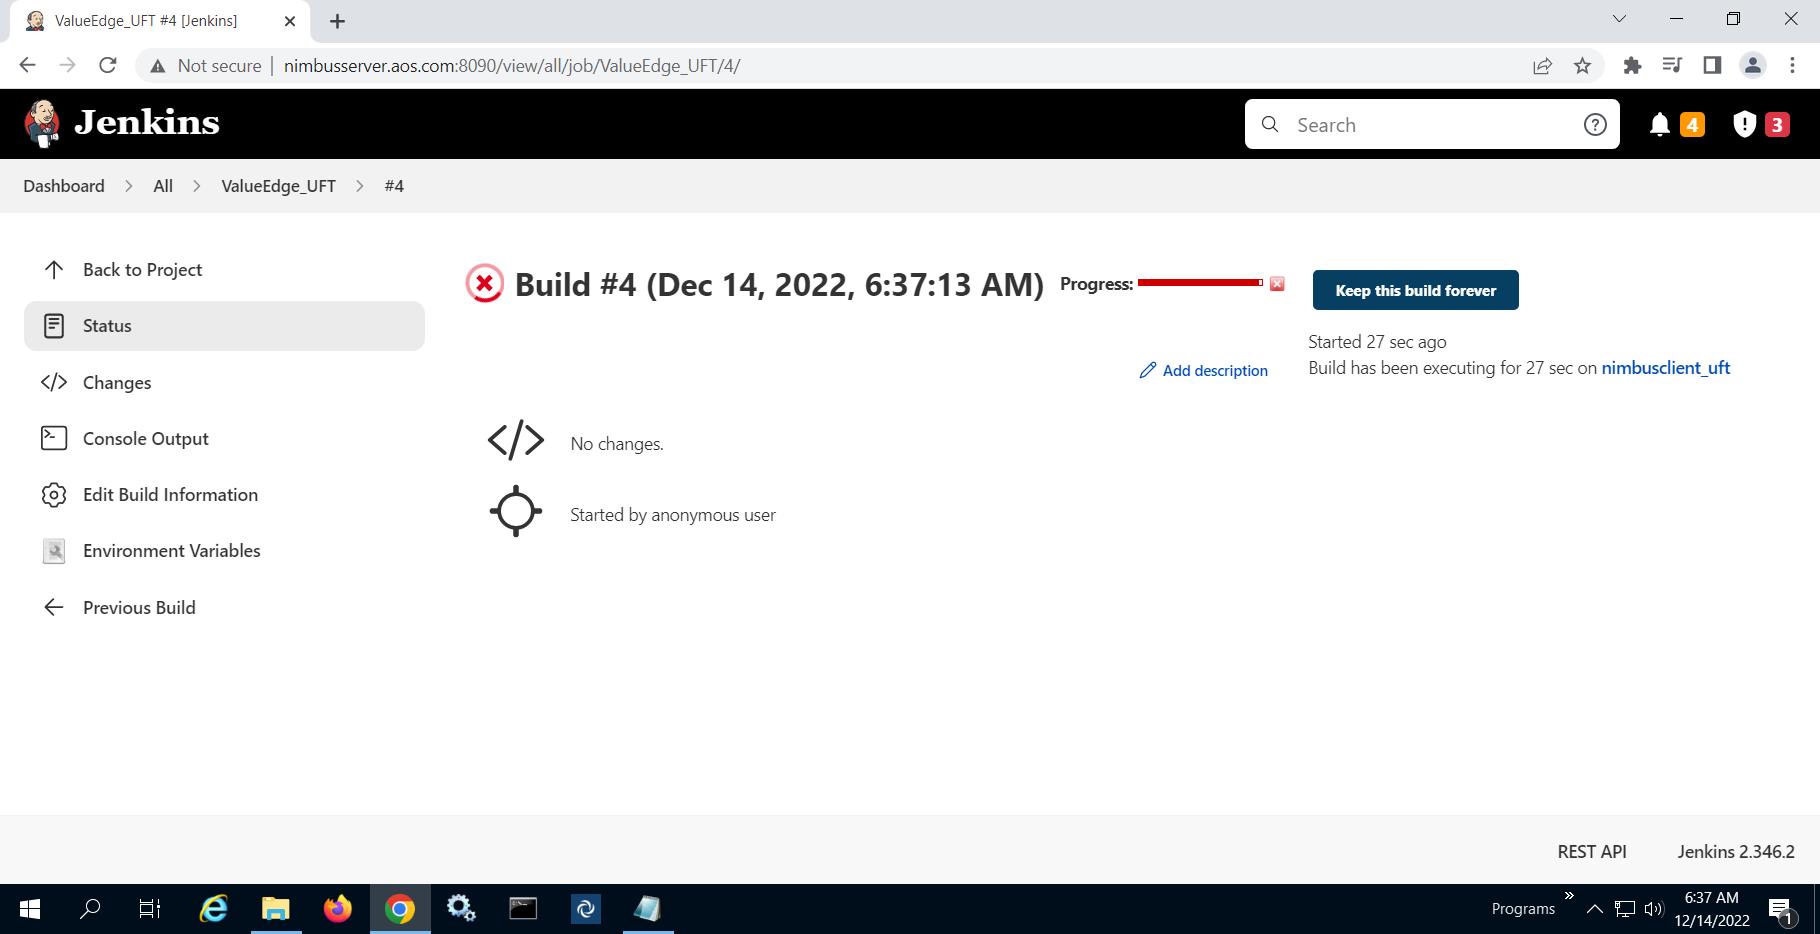 ValueEdge_UFT #4 [Jenkins]
Not secure | nimbusserver.aos.com:8090/view/all/job/ValueEdge_UFT/4/
Jenkins
Search
4
3
Dashboard > All > ValueEdge_UFT > #4
Back to Project
Status
Changes
Console Output
Edit Build Information
Environment Variables
Previous Build
Build #4 (Dec 14, 2022, 6:37:13 AM)
Progress:
Keep this build forever
Started 27 sec ago
Build has been executing for 27 sec on nimbusclient_uft
Add description
No changes.
Started by anonymous user
REST API
Jenkins 2.346.2
Programs
6:37 AM
12/14/2022
1